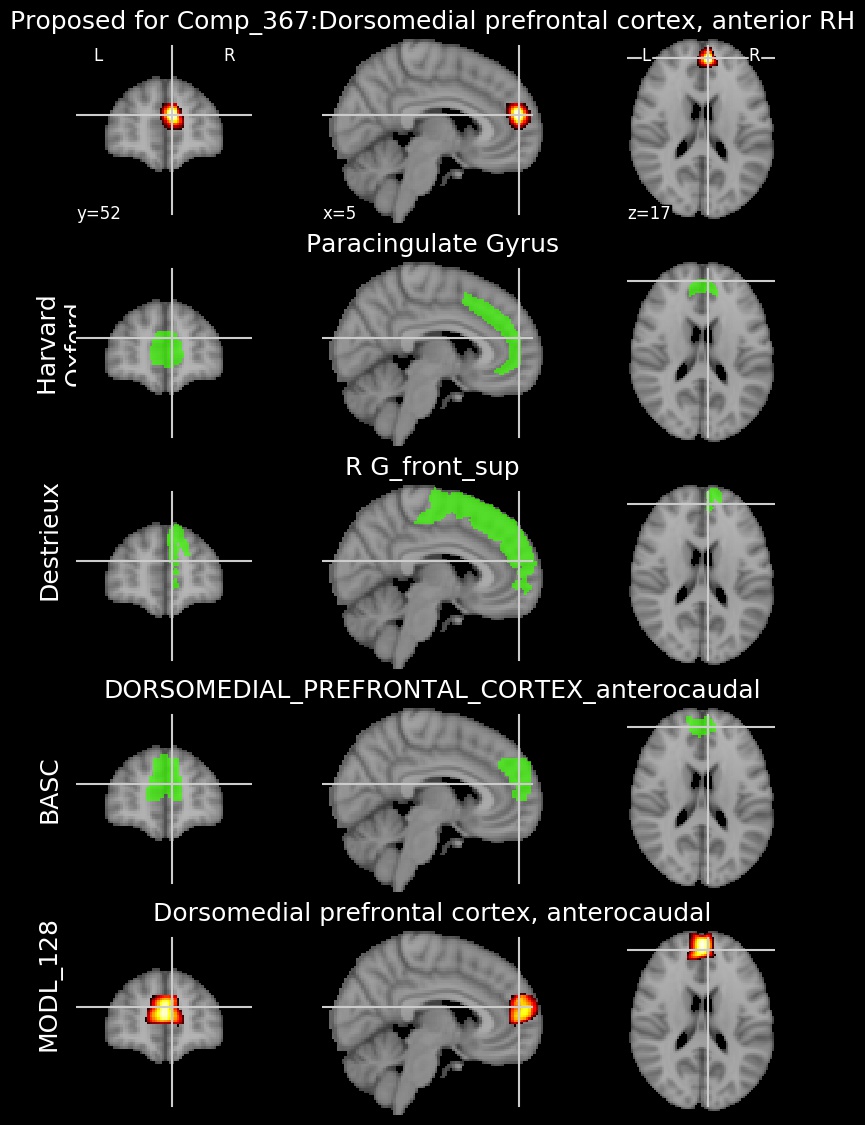 Proposed for Comp_367:Dorsomedial prefrontal cortex, anterior RH
L R
L R
y=52 x=5 z=17
Paracingulate Gyrus
Harvard
Oxford
R G_front_sup
Destrieux
DORSOMEDIAL_PREFRONTAL_CORTEX_anterocaudal
BASC
Dorsomedial prefrontal cortex, anterocaudal
MODL_128